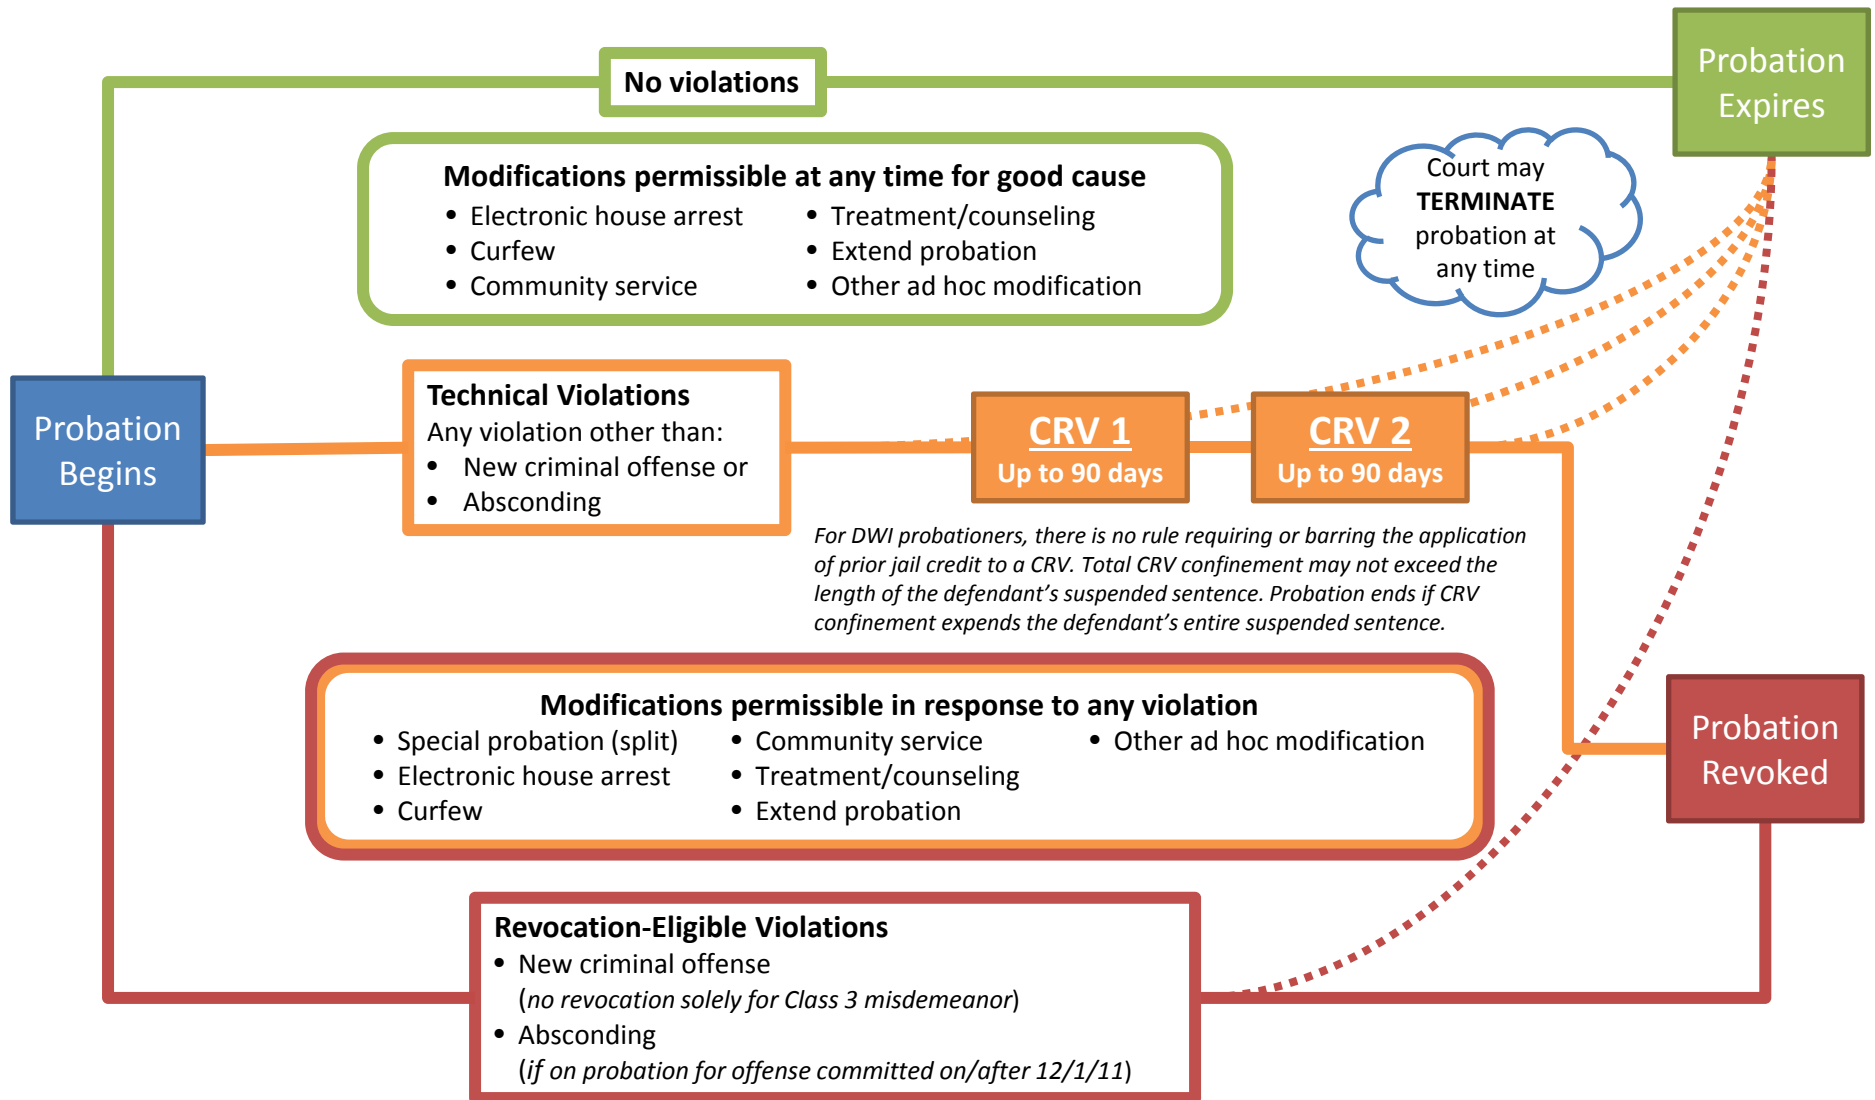 No violations
Probation
Expires
Modifications permissible at any time for good cause
• Electronic house arrest
• Curfew
• Community service
• Treatment/counseling
• Extend probation
• Other ad hoc modification
Court may
TERMINATE
probation at
any time
Probation
Begins
Technical Violations
Any violation other than:
• New criminal offense or
• Absconding
CRV 1
Up to 90 days
CRV 2
Up to 90 days
For DWI probationers, there is no rule requiring or barring the application
of prior jail credit to a CRV. Total CRV confinement may not exceed the
length of the defendant’s suspended sentence. Probation ends if CRV
confinement expends the defendant’s entire suspended sentence.
Modifications permissible in response to any violation
• Special probation (split)
• Electronic house arrest
• Curfew
• Community service
• Treatment/counseling
• Extend probation
• Other ad hoc modification
Probation
Revoked
Revocation-Eligible Violations
• New criminal offense
(no revocation solely for Class 3 misdemeanor)
• Absconding
(if on probation for offense committed on/after 12/1/11)